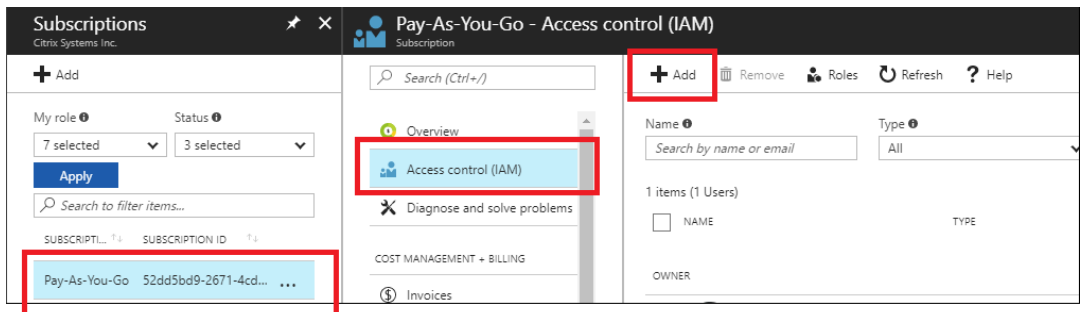 Subscriptions
Citrix Systems Inc.
Add
My role
Status
7 selected
3 selected
Apply
Search to filter items...
SUBSCRIPTI...
SUBSCRIPTION ID
Pay-As-You-Go
52dd5bd9-2671-4cd...
...
Pay-As-You-Go - Access control (IAM)
Subscription
Search (Ctrl+/)
Overview
Access control (IAM)
Diagnose and solve problems
COST MANAGEMENT + BILLING
Invoices
Add
Remove
Roles
Refresh
? Help
Name
Type
Search by name or email
All
1 items (1 Users)
NAME
TYPE
OWNER